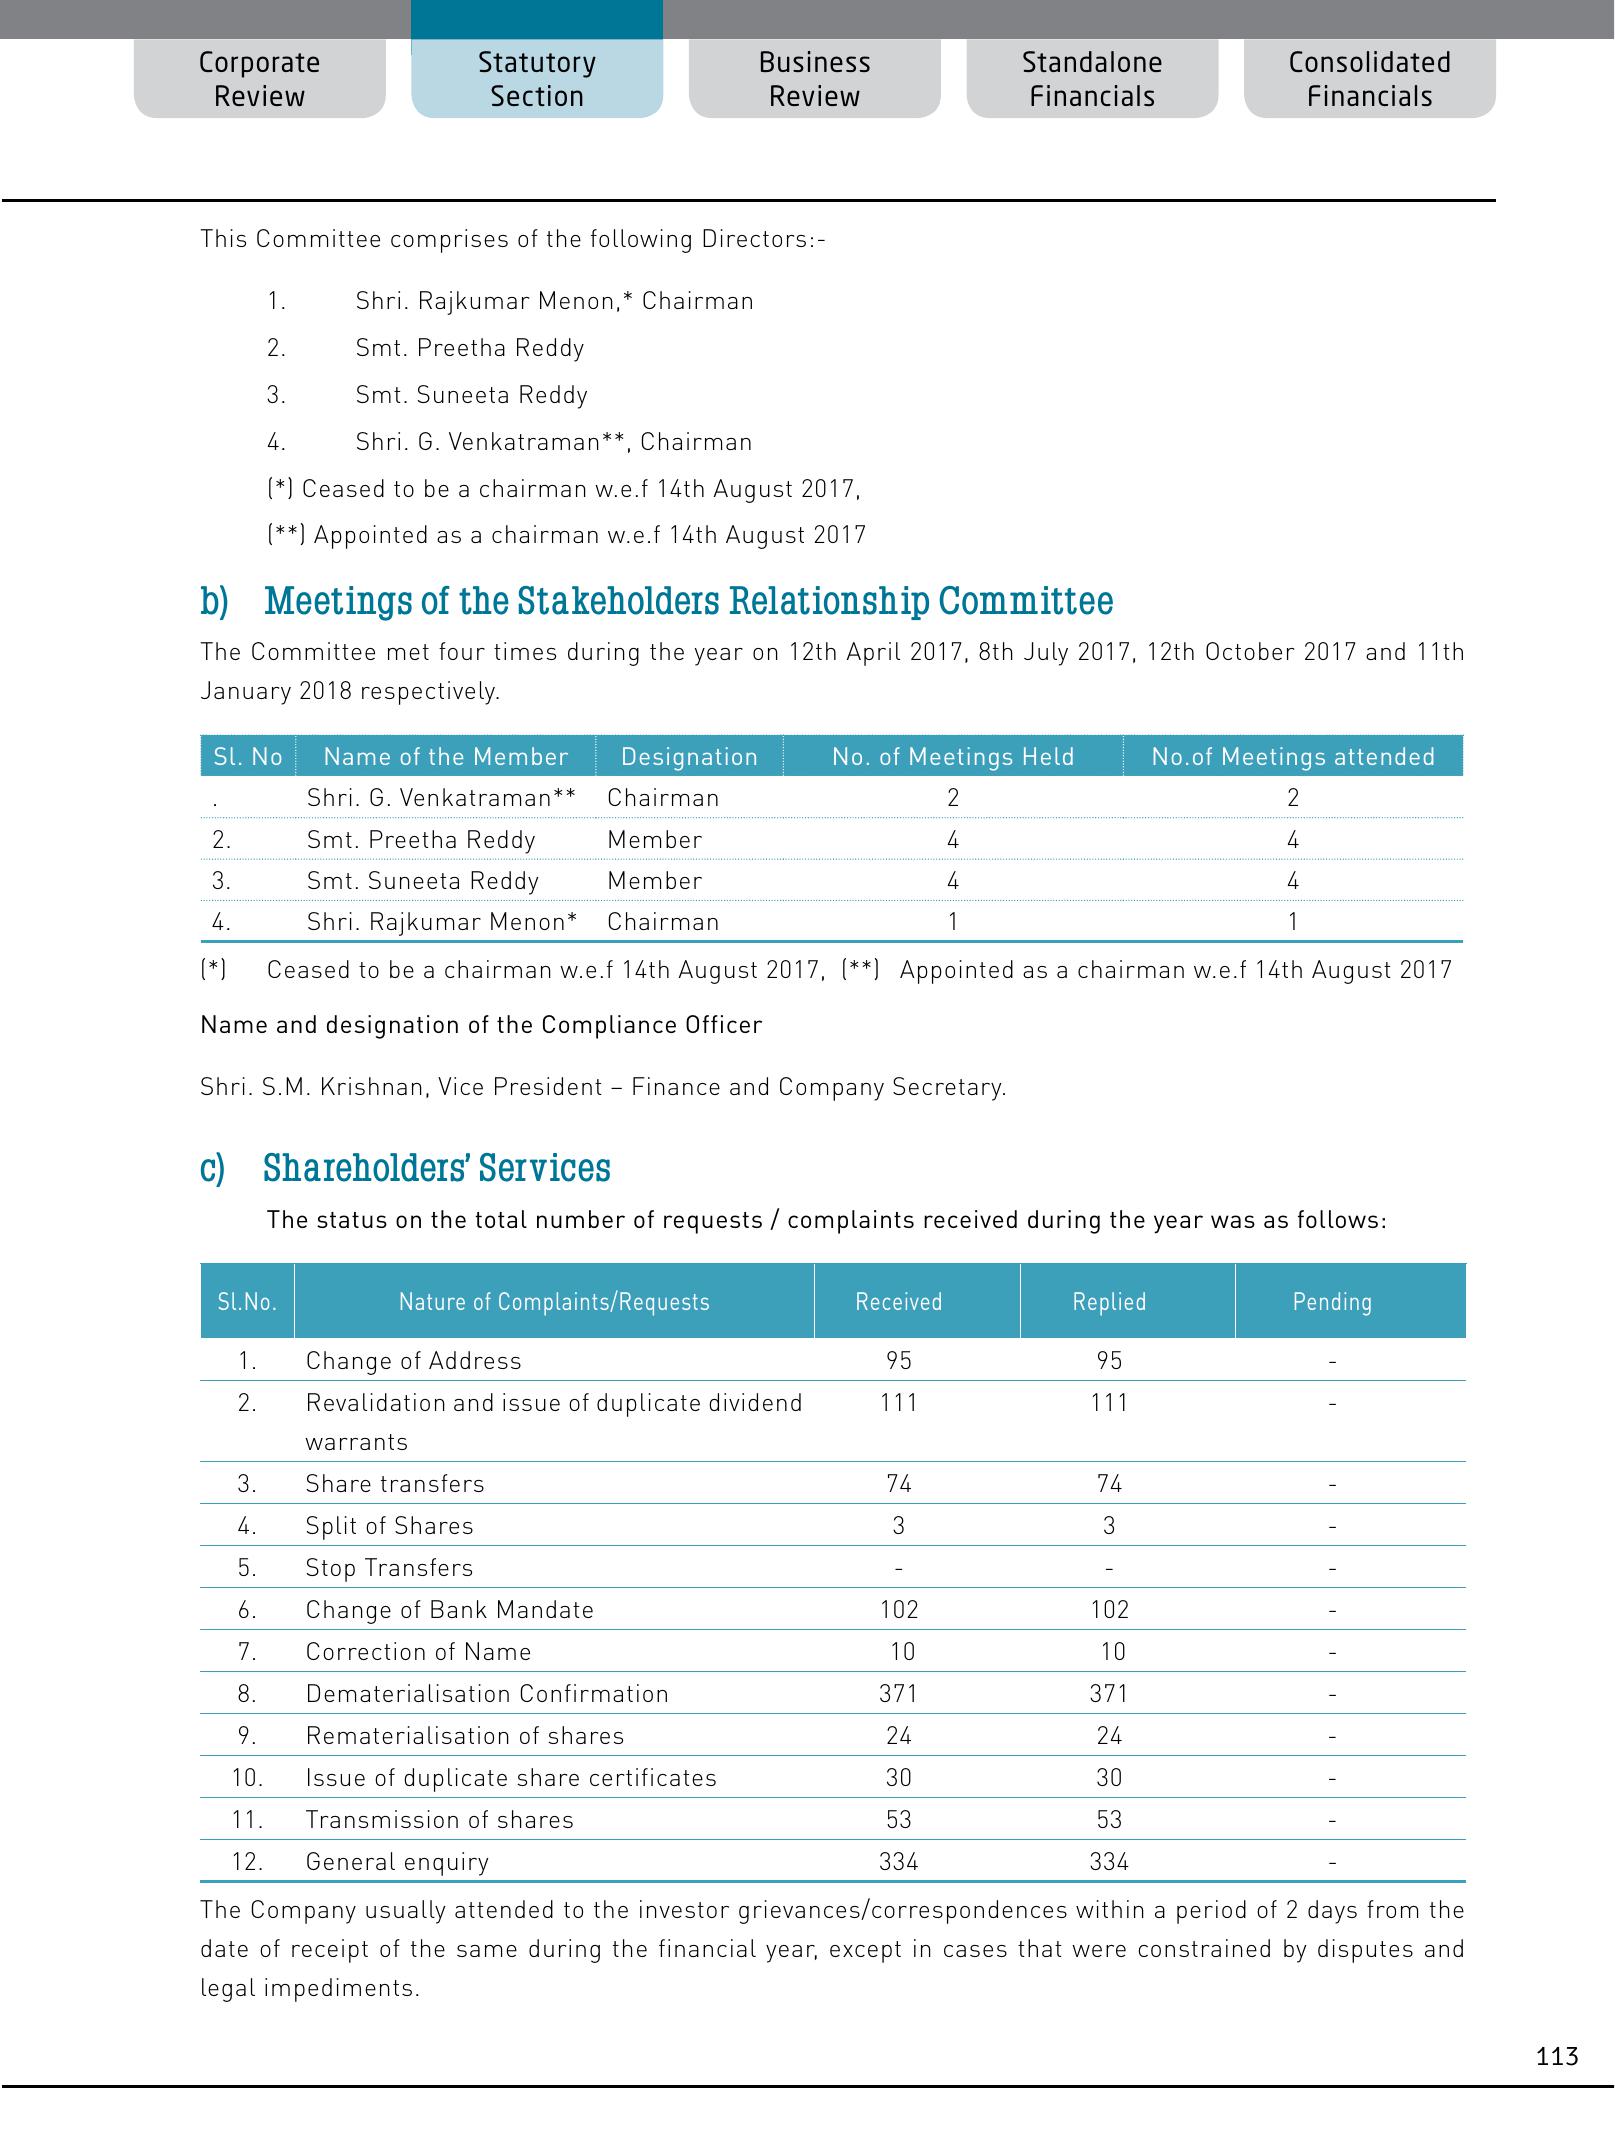 Corporate Review
Statutory Section
Business Review
Standalone Financials
Consolidated Financials
This Committee comprises of the following Directors:-
1. Shri. Rajkumar Menon,* Chairman
2. Smt. Preetha Reddy
3. Smt. Suneeta Reddy
4. Shri. G. Venkatraman**, Chairman
(*) Ceased to be a chairman w.e.f 14th August 2017,
(**) Appointed as a chairman w.e.f 14th August 2017
b) Meetings of the Stakeholders Relationship Committee
The Committee met four times during the year on 12th April 2017, 8th July 2017, 12th October 2017 and 11th
January 2018 respectively.
Sl. No Name of the Member Designation No. of Meetings Held No.of Meetings attended
. Shri. G. Venkatraman** Chairman 2 2
2. Smt. Preetha Reddy Member 4 4
3. Smt. Suneeta Reddy Member 4 4
4. Shri. Rajkumar Menon* Chairman 1 1
(*) Ceased to be a chairman w.e.f 14th August 2017, (**) Appointed as a chairman w.e.f 14th August 2017
Name and designation of the Compliance Officer
Shri. S.M. Krishnan, Vice President – Finance and Company Secretary.
c) Shareholders’ Services
The status on the total number of requests / complaints received during the year was as follows:
Sl.No. Nature of Complaints/Requests Received Replied Pending
1. Change of Address 95 95 -
2. Revalidation and issue of duplicate dividend 111 111 -
warrants
3. Share transfers 74 74 -
4. Split of Shares 3 3 -
5. Stop Transfers - - -
6. Change of Bank Mandate 102 102 -
7. Correction of Name 10 10 -
8. Dematerialisation Confirmation 371 371 -
9. Rematerialisation of shares 24 24 -
10. Issue of duplicate share certificates 30 30 -
11. Transmission of shares 53 53 -
12. General enquiry 334 334 -
The Company usually attended to the investor grievances/correspondences within a period of 2 days from the
date of receipt of the same during the financial year, except in cases that were constrained by disputes and
legal impediments.
113